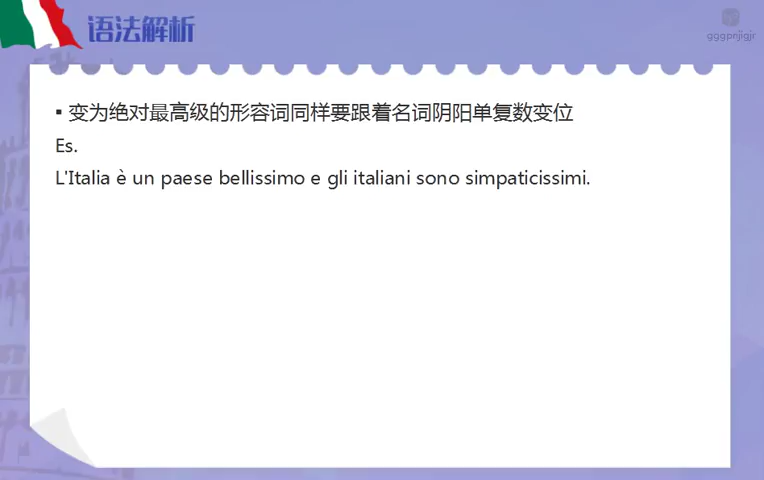 语法解析
gggpnjigjr
▪ 变为绝对最高级的形容词同样要跟着名词阴阳单复数变位
Es.
L'Italia è un paese bellissimo e gli italiani sono simpaticissimi.